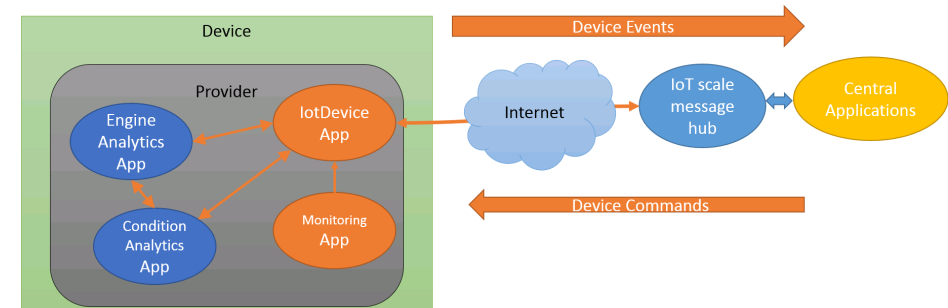 Device
Device Events
Provider
Engine
Analytics
App
IotDevice
App
Internet
IoT scale
message
hub
Central
Applications
Condition
Analytics
App
Monitoring
App
Device Commands